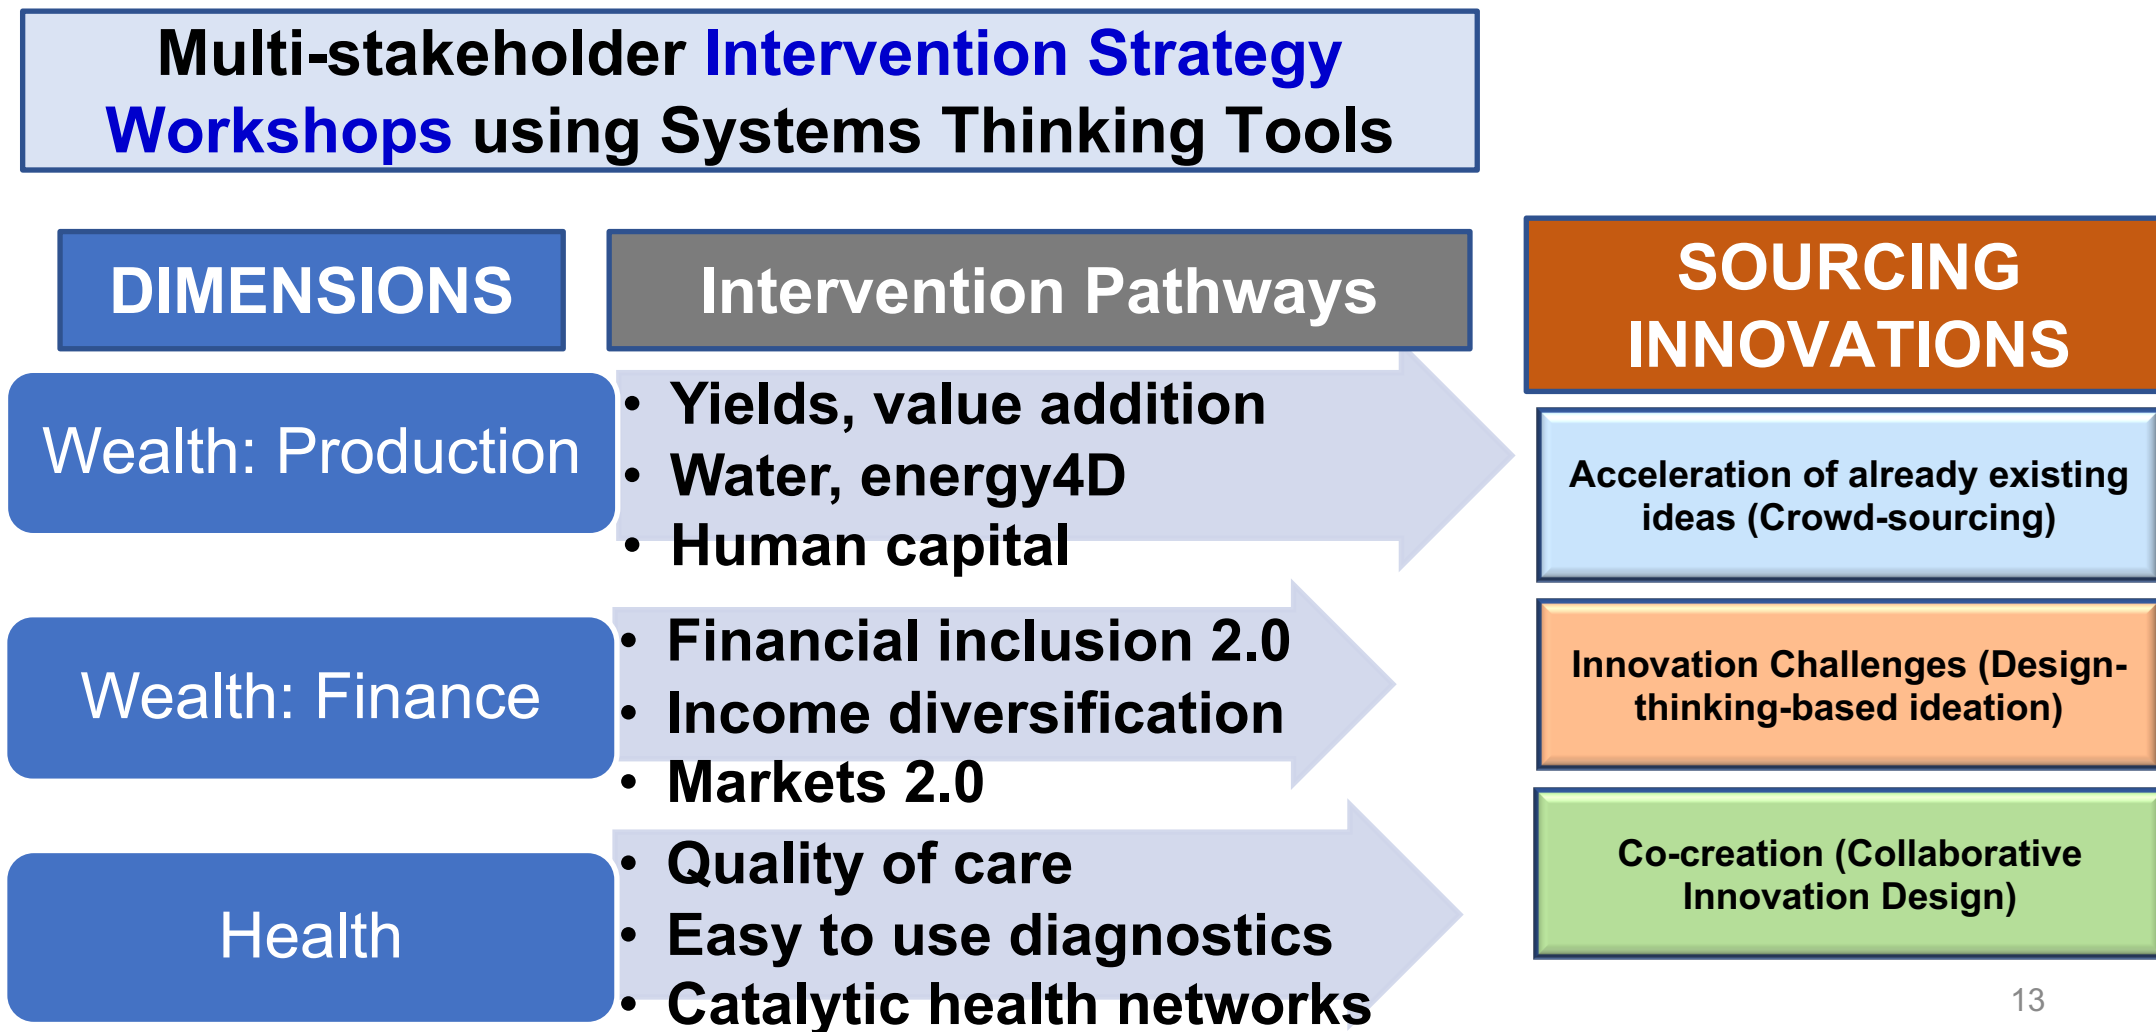 Multi-stakeholder Intervention Strategy
Workshops using Systems Thinking Tools
DIMENSIONS
Intervention Pathways
SOURCING
INNOVATIONS
Wealth: Production
• Yields, value addition
• Water, energy4D
• Human capital
Wealth: Finance
• Financial inclusion 2.0
• Income diversification
• Markets 2.0
Health
• Quality of care
• Easy to use diagnostics
• Catalytic health networks
Acceleration of already existing
ideas (Crowd-sourcing)
Innovation Challenges (Design-
thinking-based ideation)
Co-creation (Collaborative
Innovation Design)
13